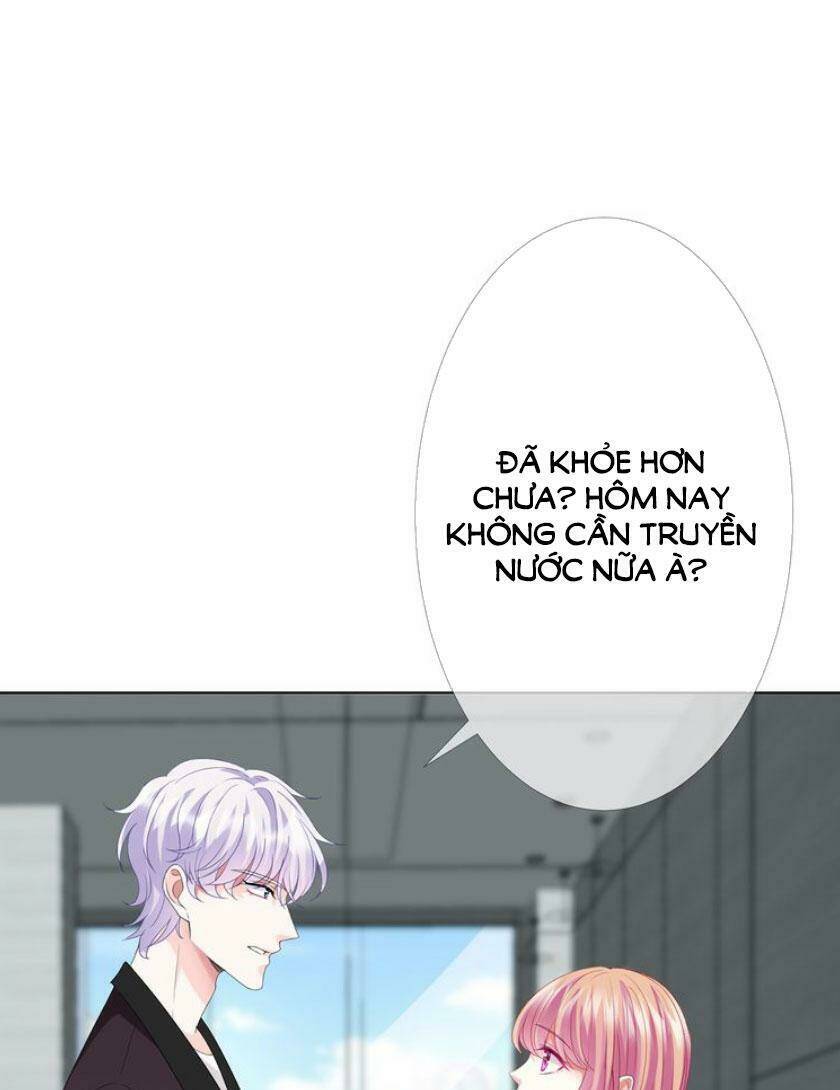 ĐÃ KHỎE HƠN
CHƯA? HÔM NAY
KHÔNG CẦN TRUYỀN
NƯỚC NỮA À?